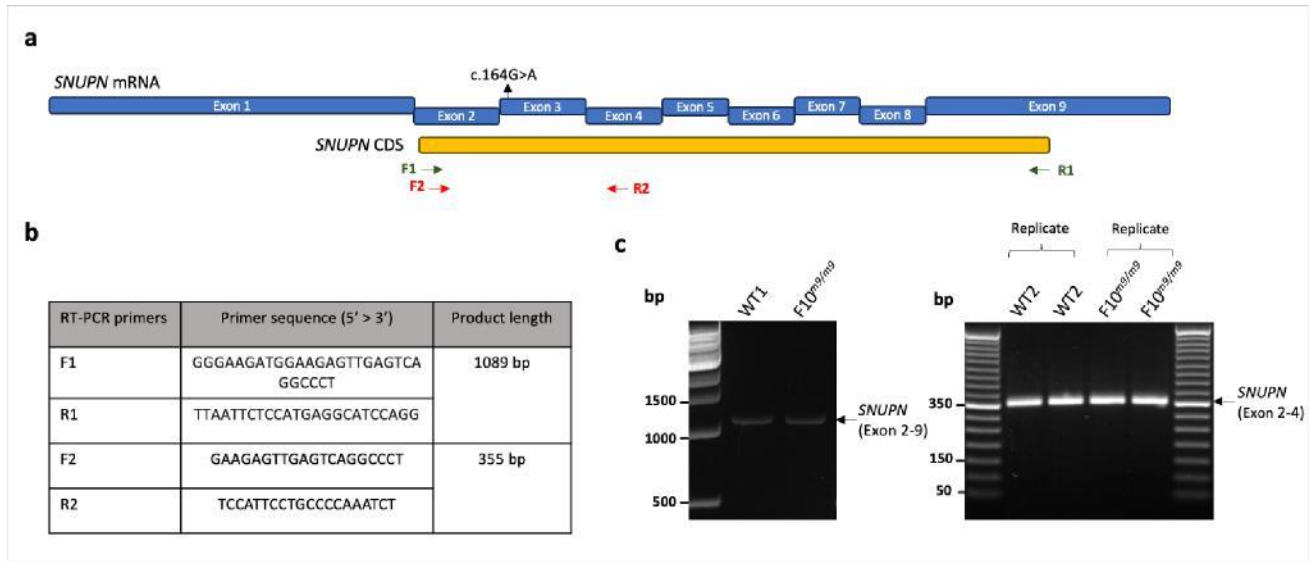 a
SNUPN mRNA
c.164G>A
Exon 1
Exon 2
Exon 3
Exon 4
Exon 5
Exon 6
Exon 7
Exon 8
Exon 9
SNUPN CDS
F1
R1
F2
R2
b
RT-PCR primers Primer sequence (5' > 3') Product length
F1 GGGAAGATGGAAGAGTTGAGTCA 1089 bp
GGCCCT
R1 TTAATTCTCCATGAGGCATCCAGG
F2 GAAGAGTTGAGTCAGGCCCT 355 bp
R2 TCCATTCCTGCCCCAAATCT
c
bp
WT1
F10m9/m9
1500
1000
500
SNUPN
(Exon 2-9)
Replicate Replicate
bp
WT2
WT2
F10m9/m9
F10m9/m9
350
150
50
SNUPN
(Exon 2-4)